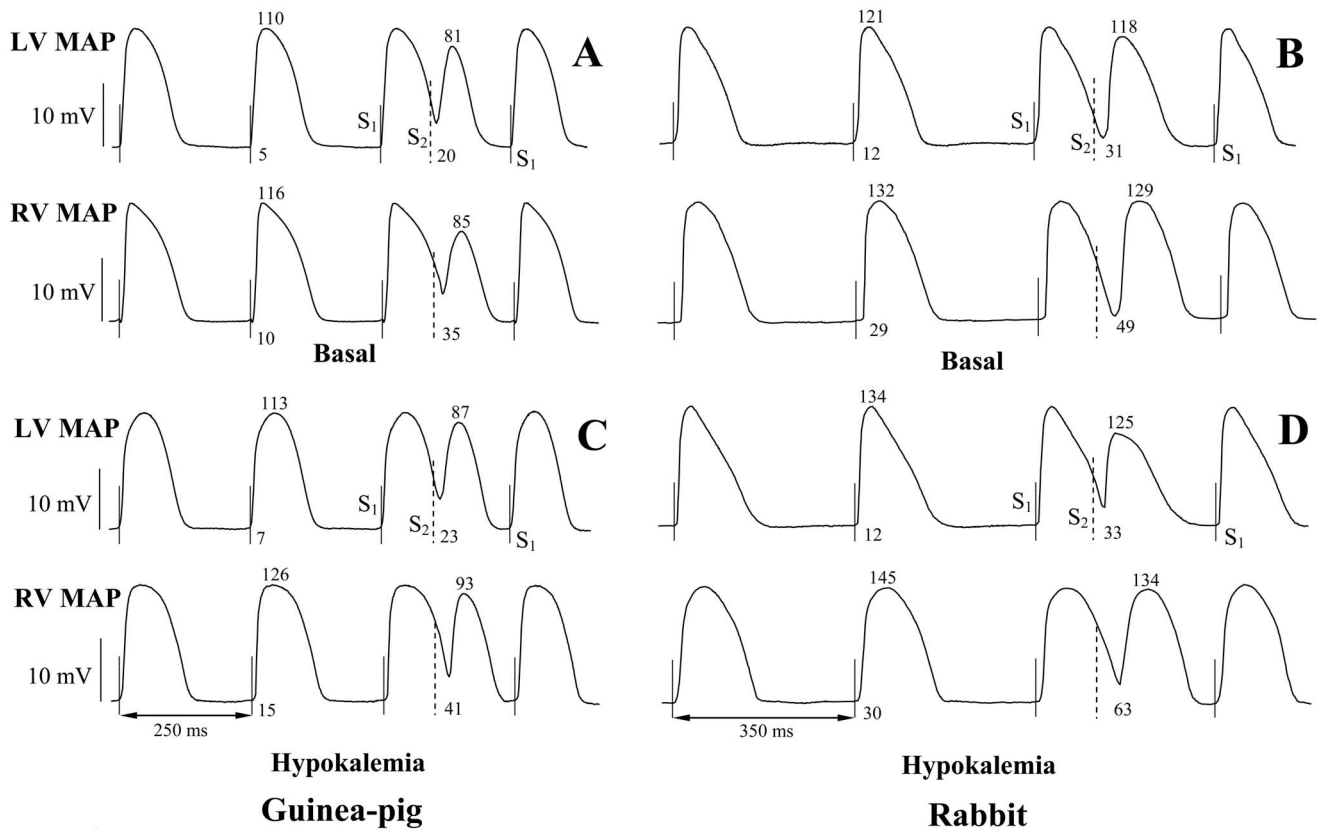 LV MAP 110 81 A
10 mV S1 S2 5 20 S1
RV MAP 116 85
10 mV 10 35
Basal
121 118 B
S1 S2 12 31 S1
132 129
29 49
Basal
LV MAP 113 87 C
10 mV S1 S2 7 23 S1
RV MAP 126 93
10 mV 15 41
250 ms
Hypokalemia
Guinea-pig
134 125 D
S1 S2 12 33 S1
145 134
30 63
350 ms
Hypokalemia
Rabbit